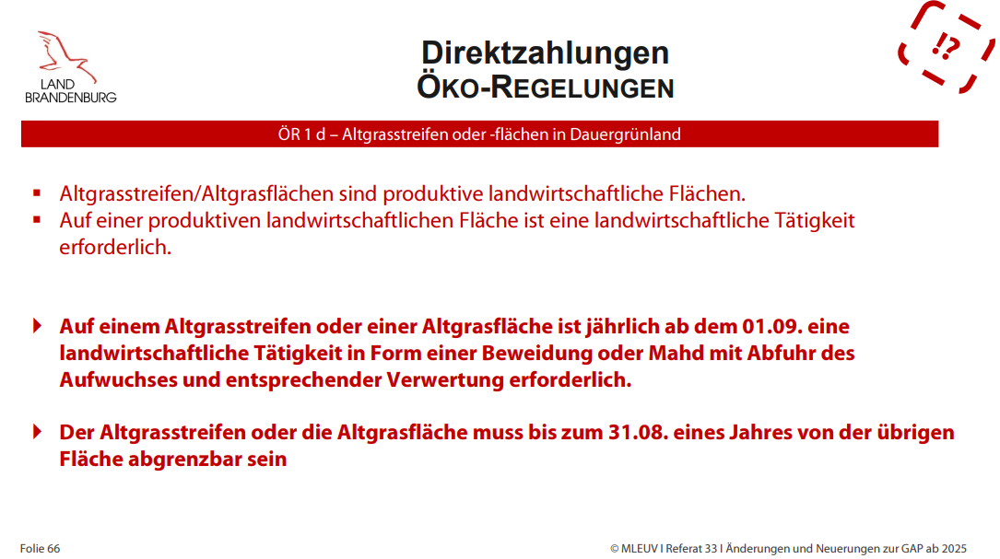 LAND
BRANDENBURG
Direktzahlungen
ÖKO-REGELUNGEN
!?
ÖR 1 d – Altgrasstreifen oder -flächen in Dauergrünland
▪ Altgrasstreifen/Altgrasflächen sind produktive landwirtschaftliche Flächen.
▪ Auf einer produktiven landwirtschaftlichen Fläche ist eine landwirtschaftliche Tätigkeit
erforderlich.
Auf einem Altgrasstreifen oder einer Altgrasfläche ist jährlich ab dem 01.09. eine
landwirtschaftliche Tätigkeit in Form einer Beweidung oder Mahd mit Abfuhr des
Aufwuchses und entsprechender Verwertung erforderlich.
Der Altgrasstreifen oder die Altgrasfläche muss bis zum 31.08. eines Jahres von der übrigen
Fläche abgrenzbar sein
Folie 66
© MLEUV I Referat 33 I Änderungen und Neuerungen zur GAP ab 2025